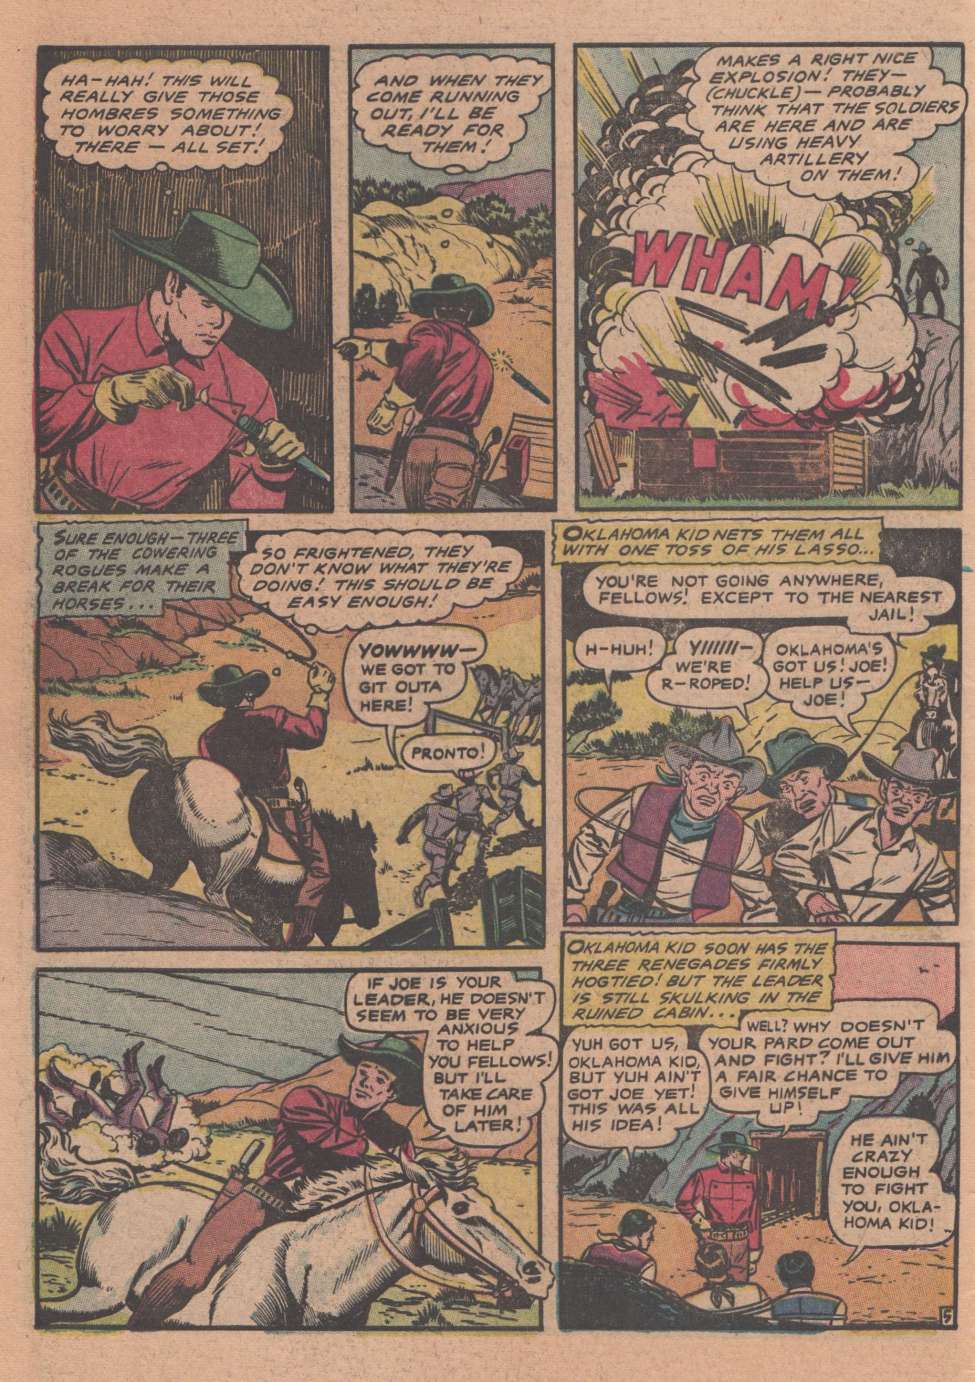 HA-HAH! THIS WILL
REALLY GIVE THOSE
HOMBRES SOMETHING
TO WORRY ABOUT!
THERE — ALL SET!
AND WHEN THEY
COME RUNNING
OUT, I'LL BE
READY FOR
THEM!
MAKES A RIGHT NICE
EXPLOSION! THEY—
(CHUCKLE)— PROBABLY
THINK THAT THE SOLDIERS
ARE HERE AND ARE
USING HEAVY
ARTILLERY
ON THEM!
WHAM!
SURE ENOUGH—THREE
OF THE COWERING
ROGUES MAKE A
BREAK FOR THEIR
HORSES...
SO FRIGHTENED, THEY
DON'T KNOW WHAT THEY'RE
DOING! THIS SHOULD BE
EASY ENOUGH!
YOWWWW—
WE GOT TO
GIT OUTA
HERE!
PRONTO!
OKLAHOMA KID NETS THEM ALL
WITH ONE TOSS OF HIS LASSO...
YOU'RE NOT GOING ANYWHERE,
FELLOWS! EXCEPT TO THE NEAREST
JAIL!
H-HUH!
YIIIIII—
WE'RE
R-ROPED!
OKLAHOMA'S
GOT US! JOE!
HELP US—
JOE!
IF JOE IS YOUR
LEADER, HE DOESN'T
SEEM TO BE VERY
ANXIOUS
TO HELP
YOU FELLOWS!
BUT I'LL
TAKE CARE
OF HIM
LATER!
OKLAHOMA KID SOON HAS THE
THREE RENEGADES FIRMLY
HOGTIED! BUT THE LEADER
IS STILL SKULKING IN THE
RUINED CABIN...
YUH GOT US,
OKLAHOMA KID,
BUT YUH AIN'T
GOT JOE YET!
THIS WAS ALL
HIS IDEA!
WELL? WHY DOESN'T
YOUR PARD COME OUT
AND FIGHT? I'LL GIVE HIM
A FAIR CHANCE TO
GIVE HIMSELF
UP!
HE AIN'T
CRAZY
ENOUGH
TO FIGHT
YOU, OKLA-
HOMA KID!
5